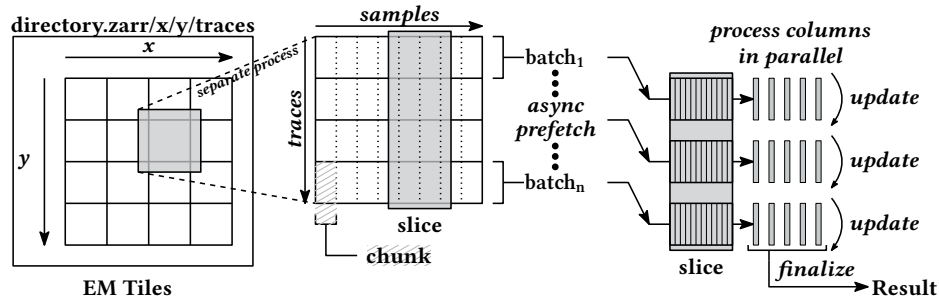 directory.zarr/x/y/traces
x
y
separate process
EM Tiles
samples
traces
slice
chunk
batch₁
async
prefetch
batchₙ
slice
process columns
in parallel
update
update
update
finalize
Result